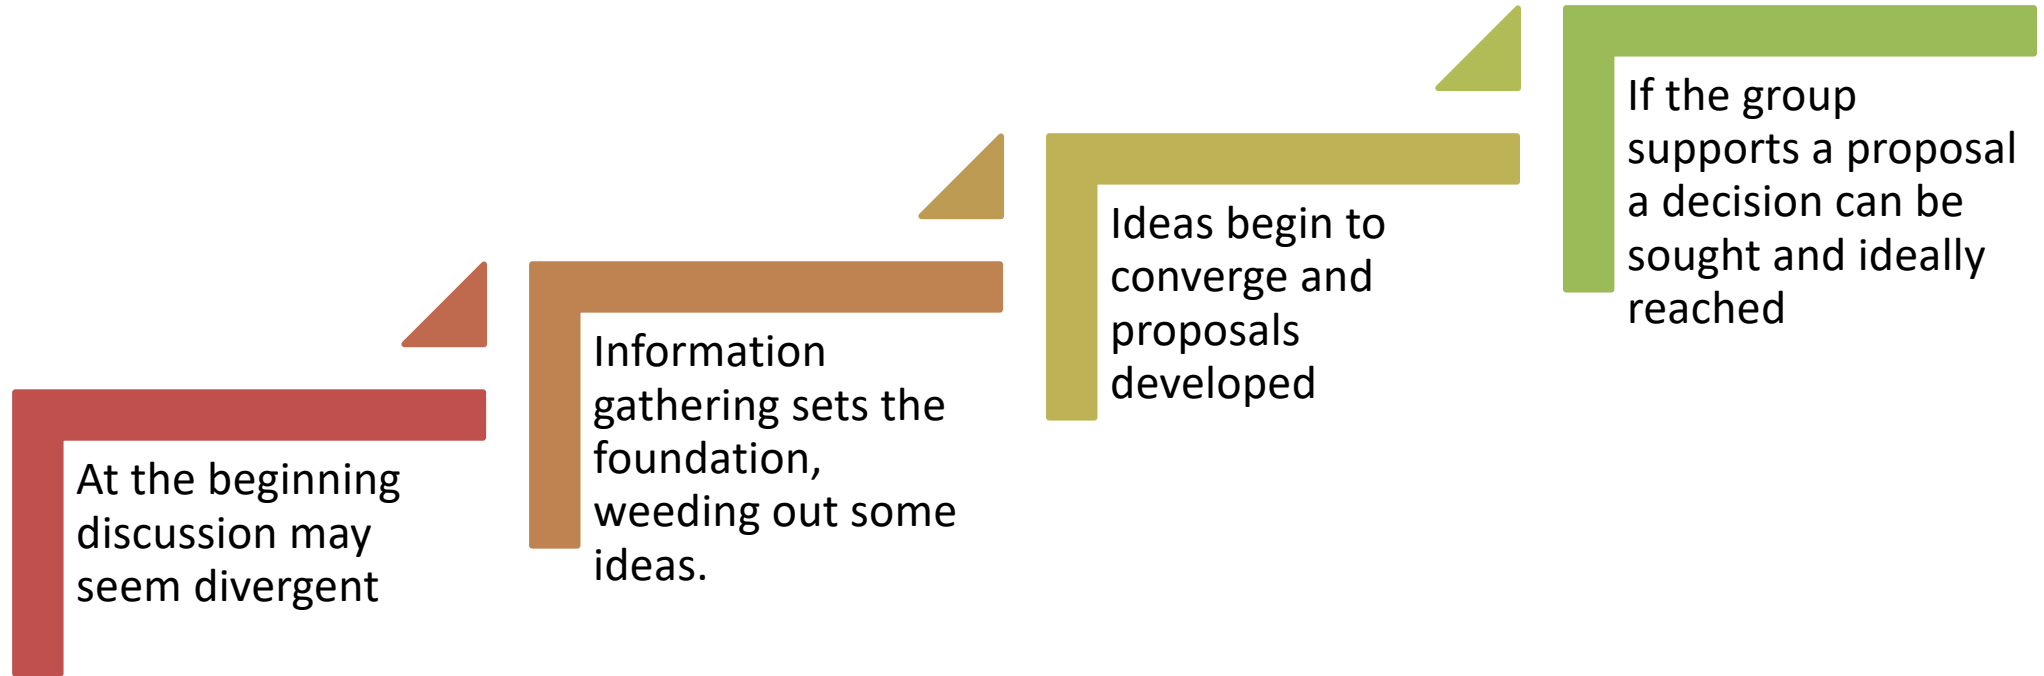 At the beginning
discussion may
seem divergent
Information
gathering sets the
foundation,
weeding out some
ideas.
Ideas begin to
converge and
proposals
developed
If the group
supports a proposal
a decision can be
sought and ideally
reached